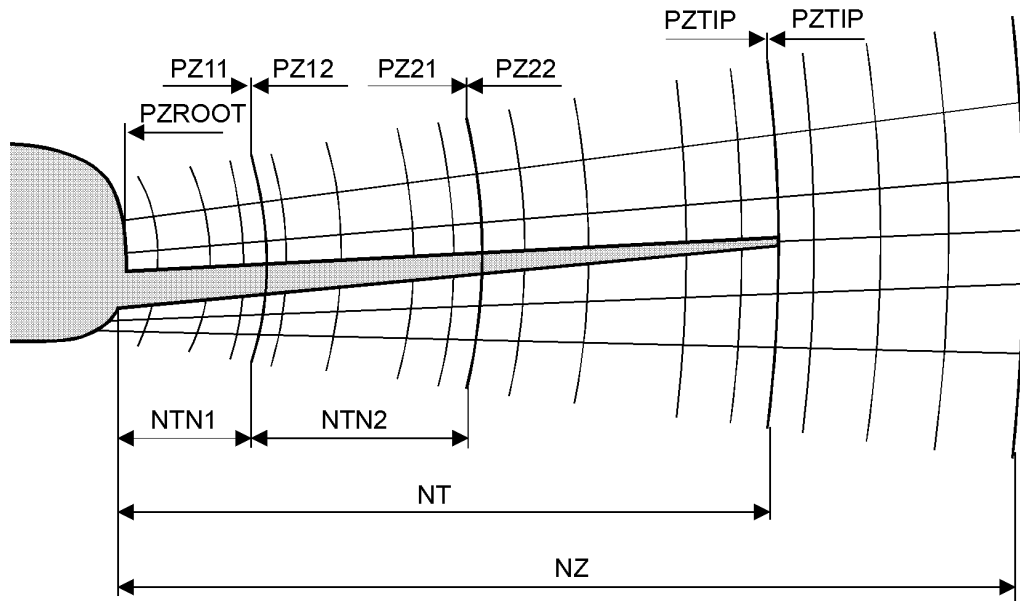 PZTIP PZTIP
PZ11 PZ12 PZ21 PZ22
PZROOT
NTN1 NTN2
NT
NZ